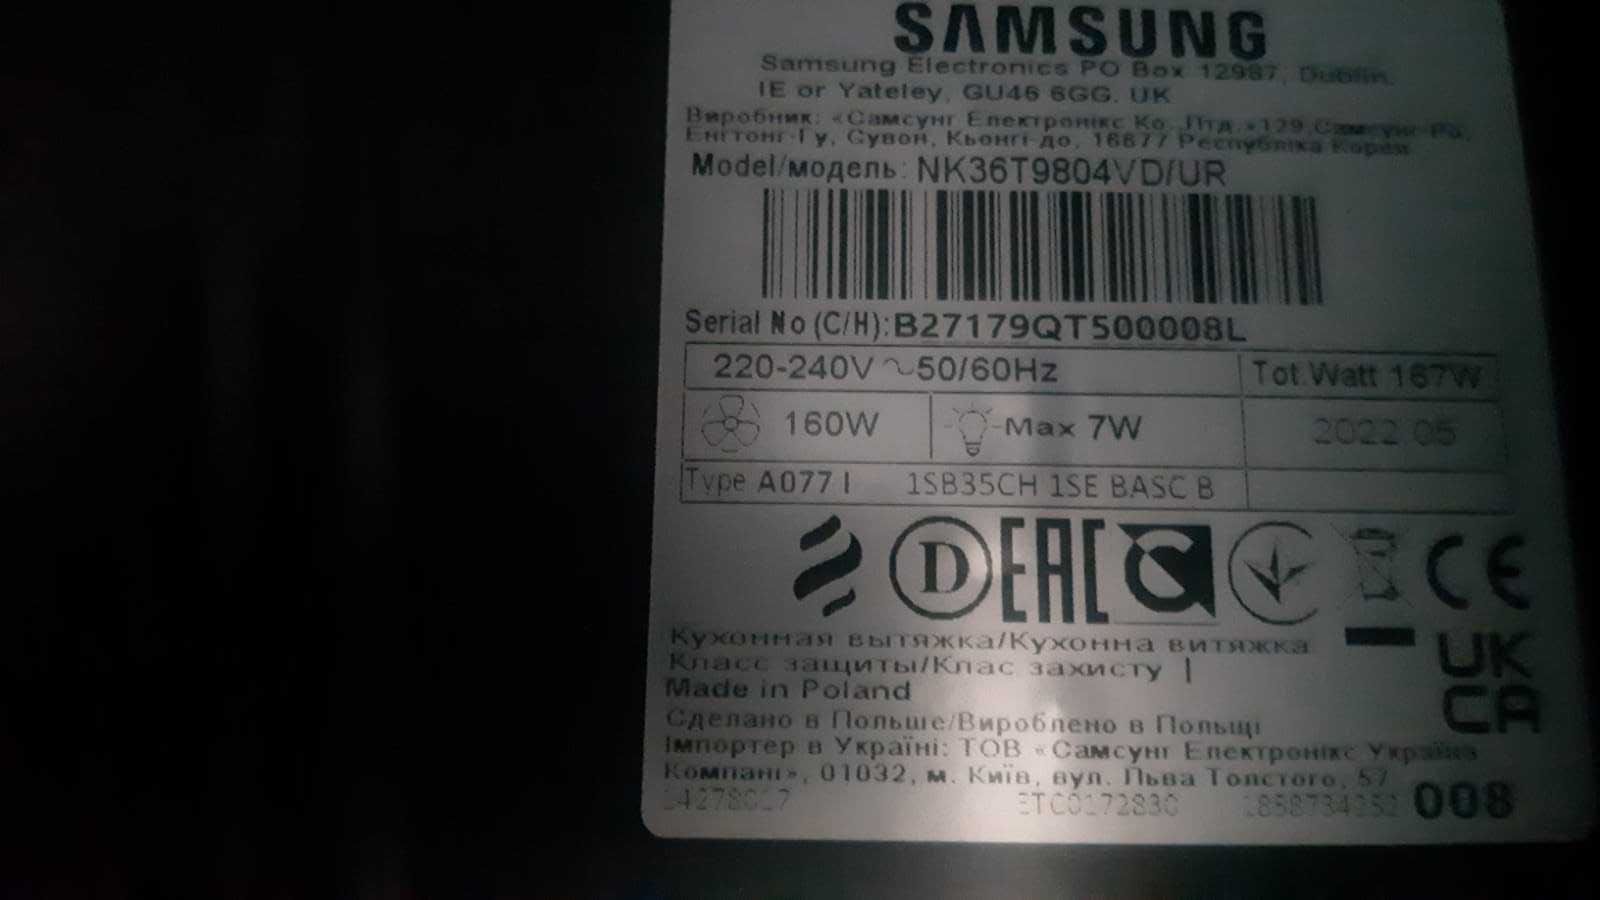 SAMSUNG
Samsung Electronics PO Box 12987, Dublin.
IE or Yateley, GU46 6GG. UK
Виробник: «Самсунг Електронікс Ко. Лтд.» 129, Самсунг-Ро,
Енгтонг-Гу, Сувон, Кьонгі-до, 16677 Республіка Корея
Model/модель: NK36T9804VD/UR
Serial No (C/H): B27179QT500008L
220-240V ~ 50/60Hz Tot.Watt 167W
160W Max 7W 2022 05
Type A077 I 1SB35CH 1SE BASC B
D EAC CE
UK
CA
Кухонная вытяжка/Кухонна витяжка
Класс защиты/Клас захисту |
Made in Poland
Сделано в Польше/Вироблено в Польщі
Імпортер в Україні: ТОВ «Самсунг Електронікс Україна
Компані», 01032, м. Київ, вул. Льва Толстого, 57
008